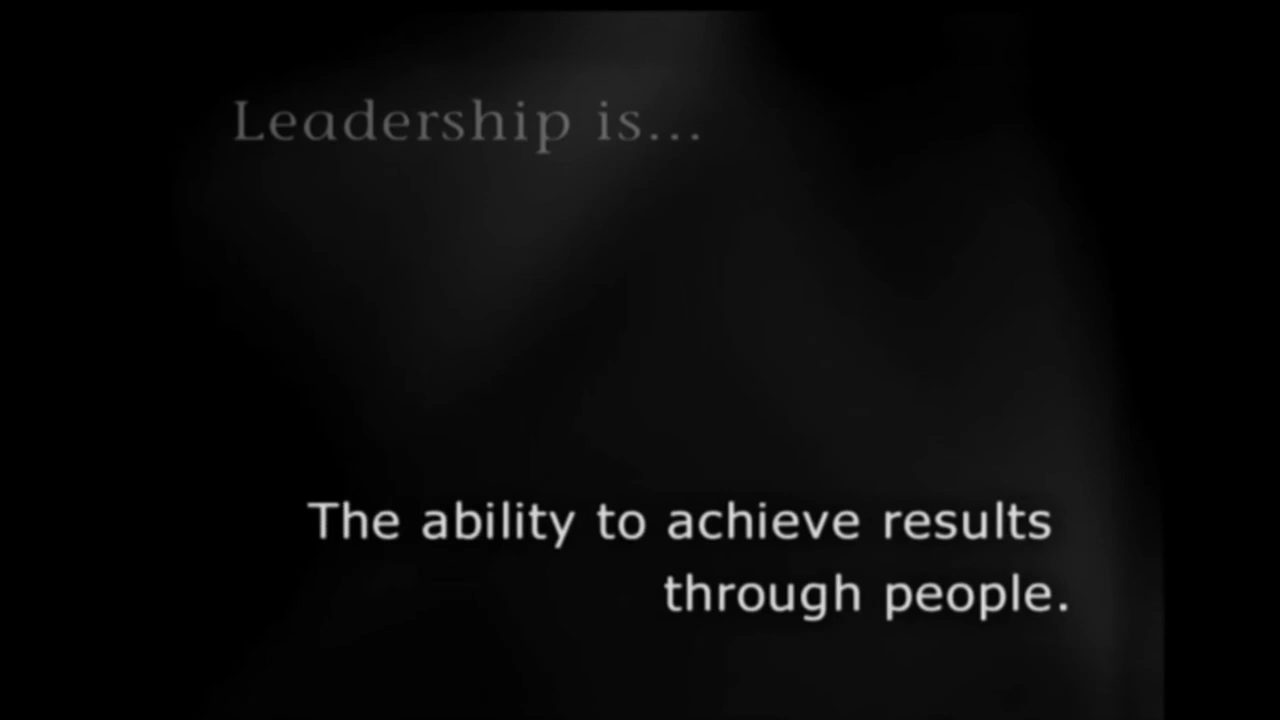 Leadership is...
The ability to achieve results
through people.